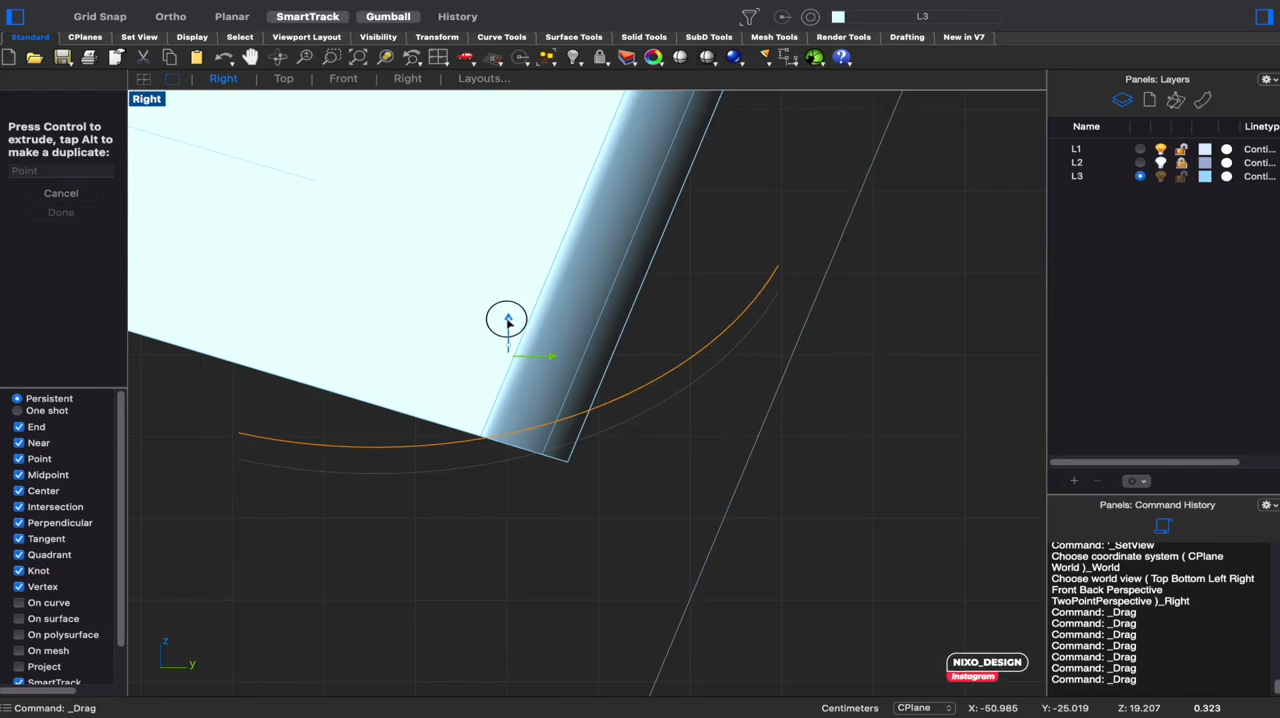 Grid Snap Ortho Planar SmartTrack Gumball History L3
Standard CPlanes Set View Display Select Viewport Layout Visibility Transform Curve Tools Surface Tools Solid Tools SubD Tools Mesh Tools Render Tools Drafting New in V7
Right Top Front Right Layouts... Panels: Layers
Right
Press Control to
extrude, tap Alt to
make a duplicate:
Point
Cancel
Done
Name Linetyp
L1 Conti...
L2 Conti...
L3 Conti...
Persistent
One shot
End
Near
Point
Midpoint
Center
Intersection
Perpendicular
Tangent
Quadrant
Knot
Vertex
On curve
On surface
On polysurface
On mesh
Project
SmartTrack
Panels: Command History
Command: '_SetView
Choose coordinate system ( CPlane
World )_World
Choose world view ( Top Bottom Left Right
Front Back Perspective
TwoPointPerspective )_Right
Command: _Drag
Command: _Drag
Command: _Drag
Command: _Drag
Command: _Drag
Command: _Drag
Command: _Drag
z
y
NIXO_DESIGN
Instagram
Command: _Drag Centimeters CPlane X: -50.985 Y: -25.019 Z: 19.207 0.323